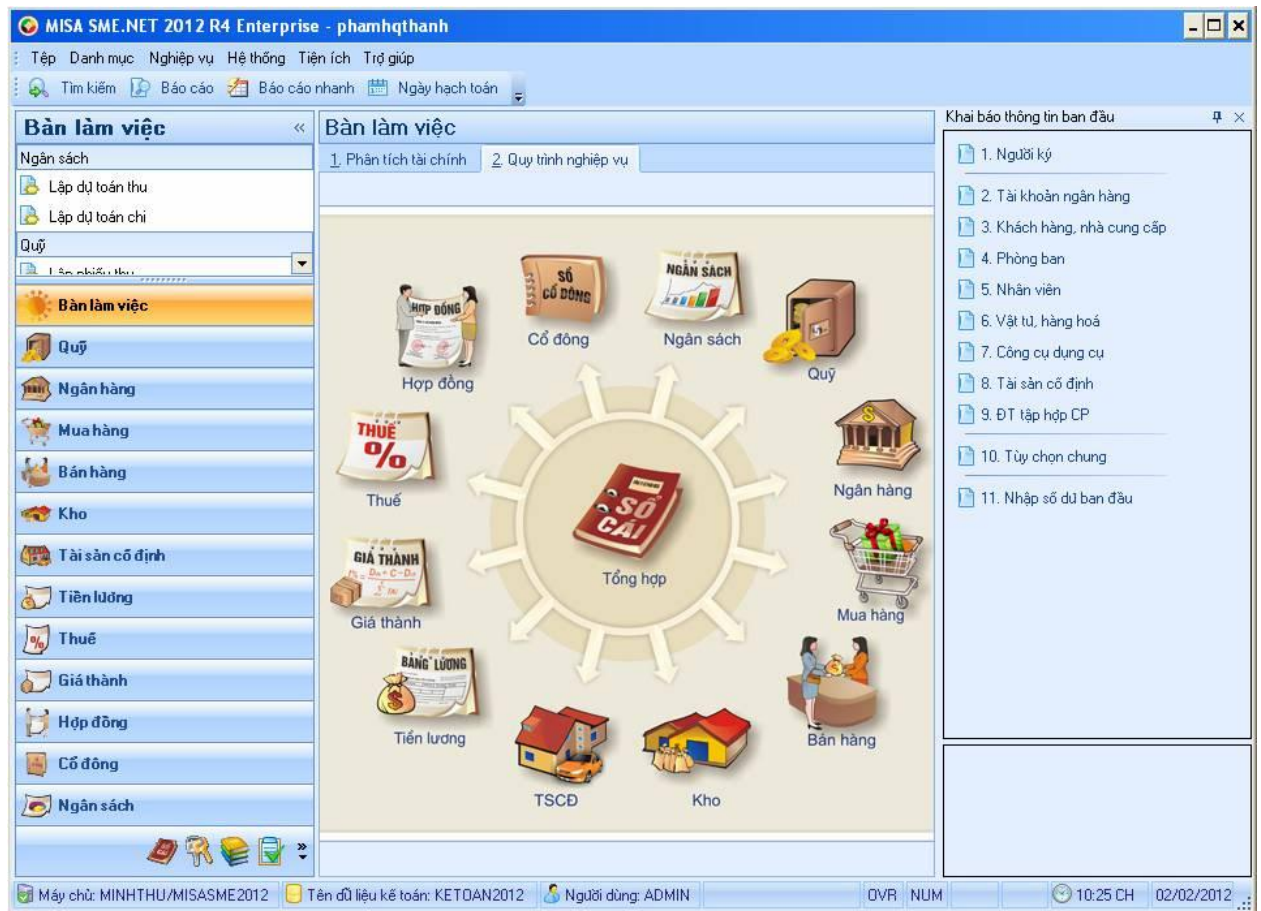 MISA SME.NET 2012 R4 Enterprise - phamhqthanh
Tệp Danh mục Nghiệp vụ Hệ thống Tiện ích Trợ giúp
Tìm kiếm Báo cáo Báo cáo nhanh Ngày hạch toán
Bàn làm việc «
Ngân sách
Lập dự toán thu
Lập dự toán chi
Quỹ
Lập phiếu thu
Bàn làm việc
Quỹ
Ngân hàng
Mua hàng
Bán hàng
Kho
Tài sản cố định
Tiền lương
Thuế
Giá thành
Hợp đồng
Cổ đông
Ngân sách
Bàn làm việc
1. Phân tích tài chính 2. Quy trình nghiệp vụ
HỢP ĐỒNG
Hợp đồng
SỔ
CỔ ĐÔNG
Cổ đông
NGÂN SÁCH
Ngân sách
Quỹ
THUẾ
%
Thuế
Ngân hàng
SỔ
CÁI
Tổng hợp
GIÁ THÀNH
Giá thành
Mua hàng
BẢNG LƯƠNG
Tiền lương
Bán hàng
TSCĐ
Kho
Khai báo thông tin ban đầu
1. Người ký
2. Tài khoản ngân hàng
3. Khách hàng, nhà cung cấp
4. Phòng ban
5. Nhân viên
6. Vật tư, hàng hoá
7. Công cụ dụng cụ
8. Tài sản cố định
9. ĐT tập hợp CP
10. Tùy chọn chung
11. Nhập số dư ban đầu
Máy chủ: MINHTHU/MISASME2012 Tên dữ liệu kế toán: KETOAN2012 Người dùng: ADMIN OVR NUM 10:25 CH 02/02/2012